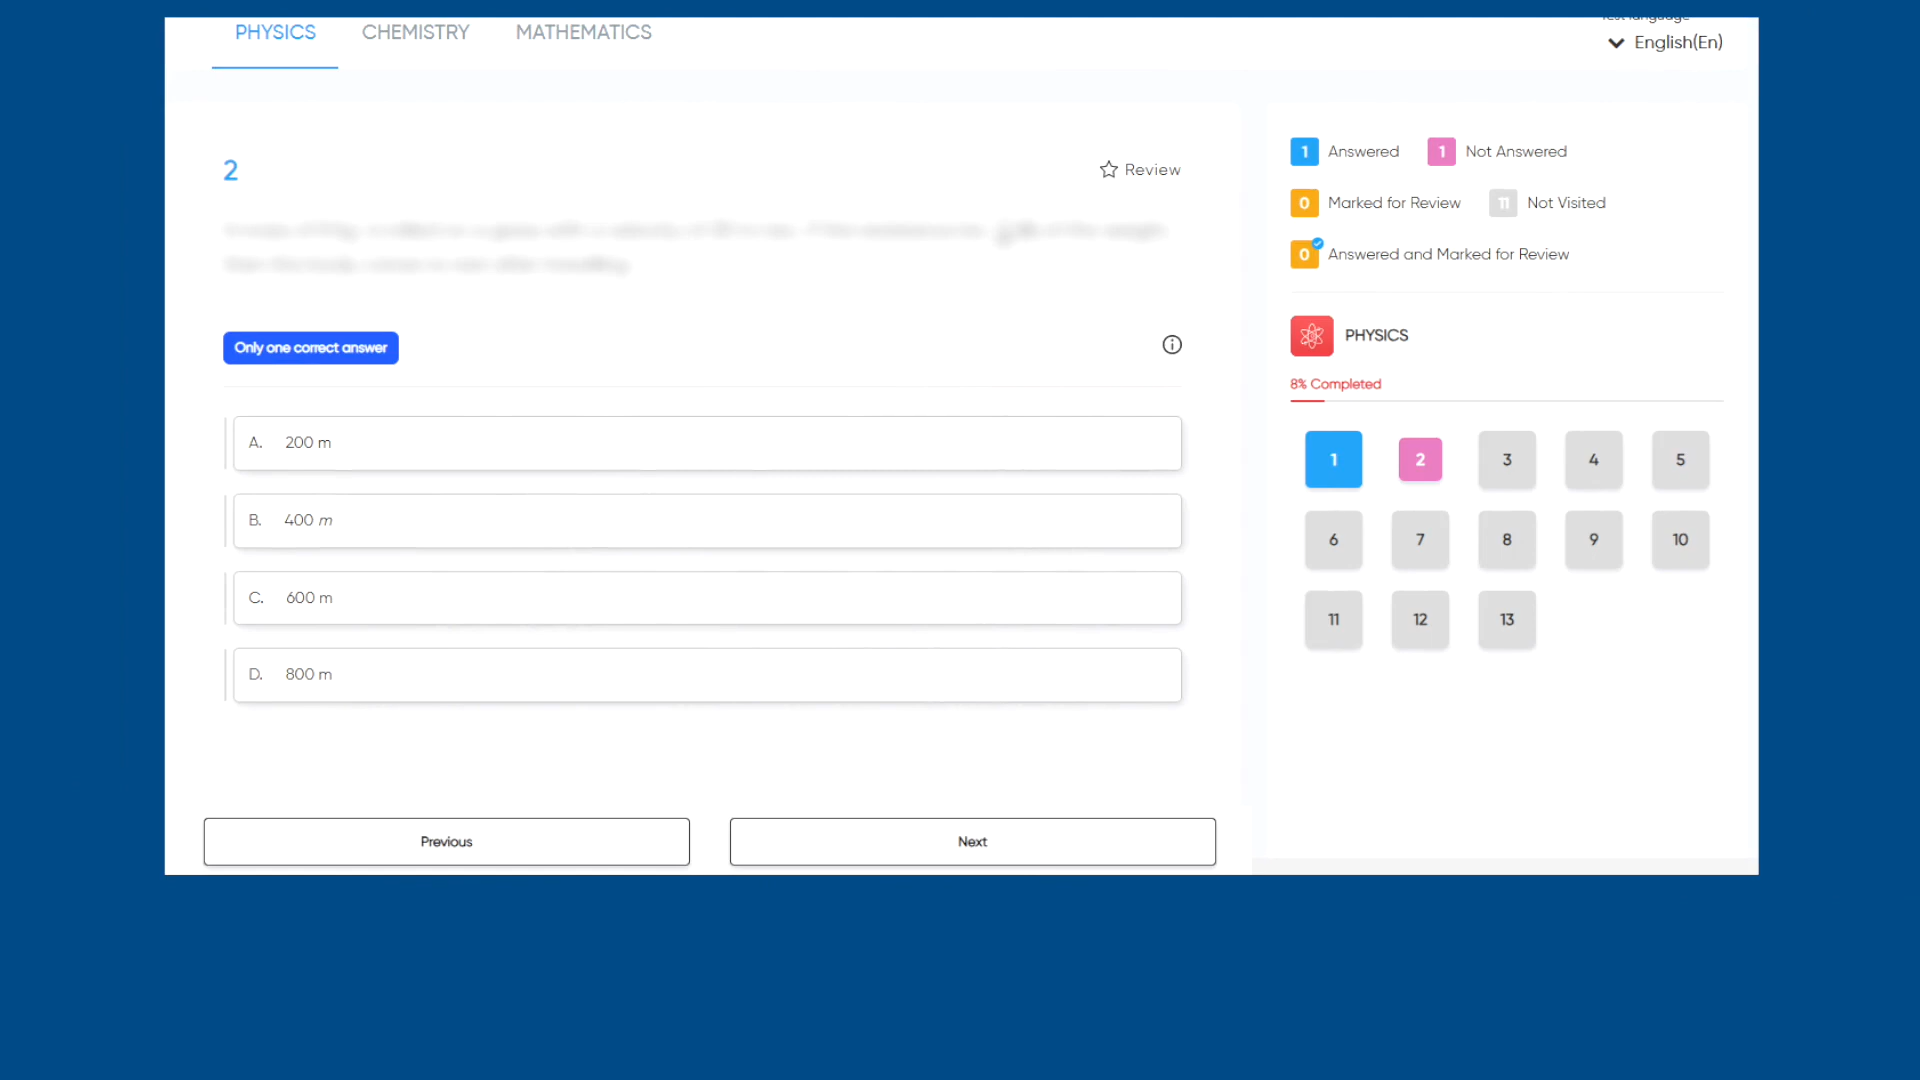 PHYSICS CHEMISTRY MATHEMATICS
English(En)
2
Review
Only one correct answer
A. 200 m
B. 400 m
C. 600 m
D. 800 m
Previous
Next
1 Answered 1 Not Answered
0 Marked for Review 11 Not Visited
0 Answered and Marked for Review
PHYSICS
8% Completed
1 2 3 4 5
6 7 8 9 10
11 12 13